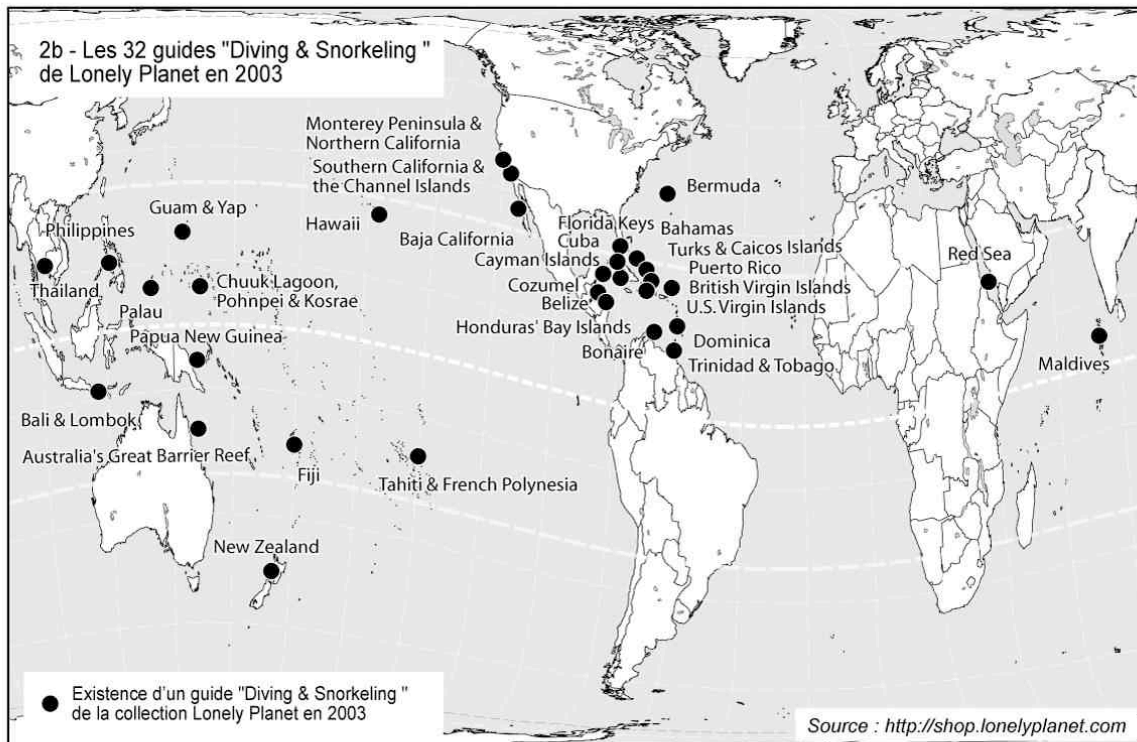 2b - Les 32 guides "Diving & Snorkeling "
de Lonely Planet en 2003
Monterey Peninsula &
Northern California
Southern California &
the Channel Islands
Bermuda
Guam & Yap
Hawaii
Baja California
Florida Keys
Bahamas
Philippines
Cuba
Turks & Caicos Islands
Cayman Islands
Puerto Rico
Red Sea
Thailand
Chuuk Lagoon,
Pohnpei & Kosrae
Cozumel
British Virgin Islands
Palau
Belize
U.S. Virgin Islands
Papua New Guinea
Honduras' Bay Islands
Dominica
Bonaire
Trinidad & Tobago
Maldives
Bali & Lombok
Australia's Great Barrier Reef
Fiji
Tahiti & French Polynesia
New Zealand
Existence d'un guide "Diving & Snorkeling "
de la collection Lonely Planet en 2003
Source : http://shop.lonelyplanet.com